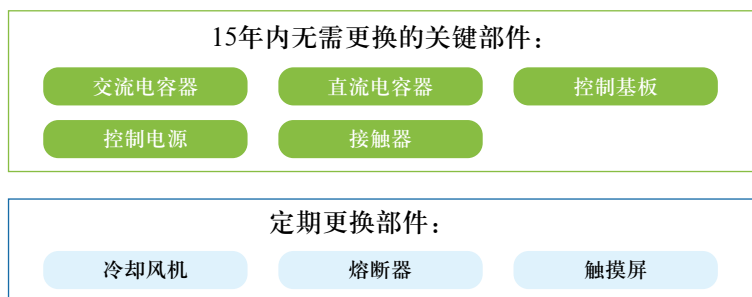 15年内无需更换的关键部件：
交流电容器 直流电容器 控制基板
控制电源 接触器
定期更换部件：
冷却风机 熔断器 触摸屏